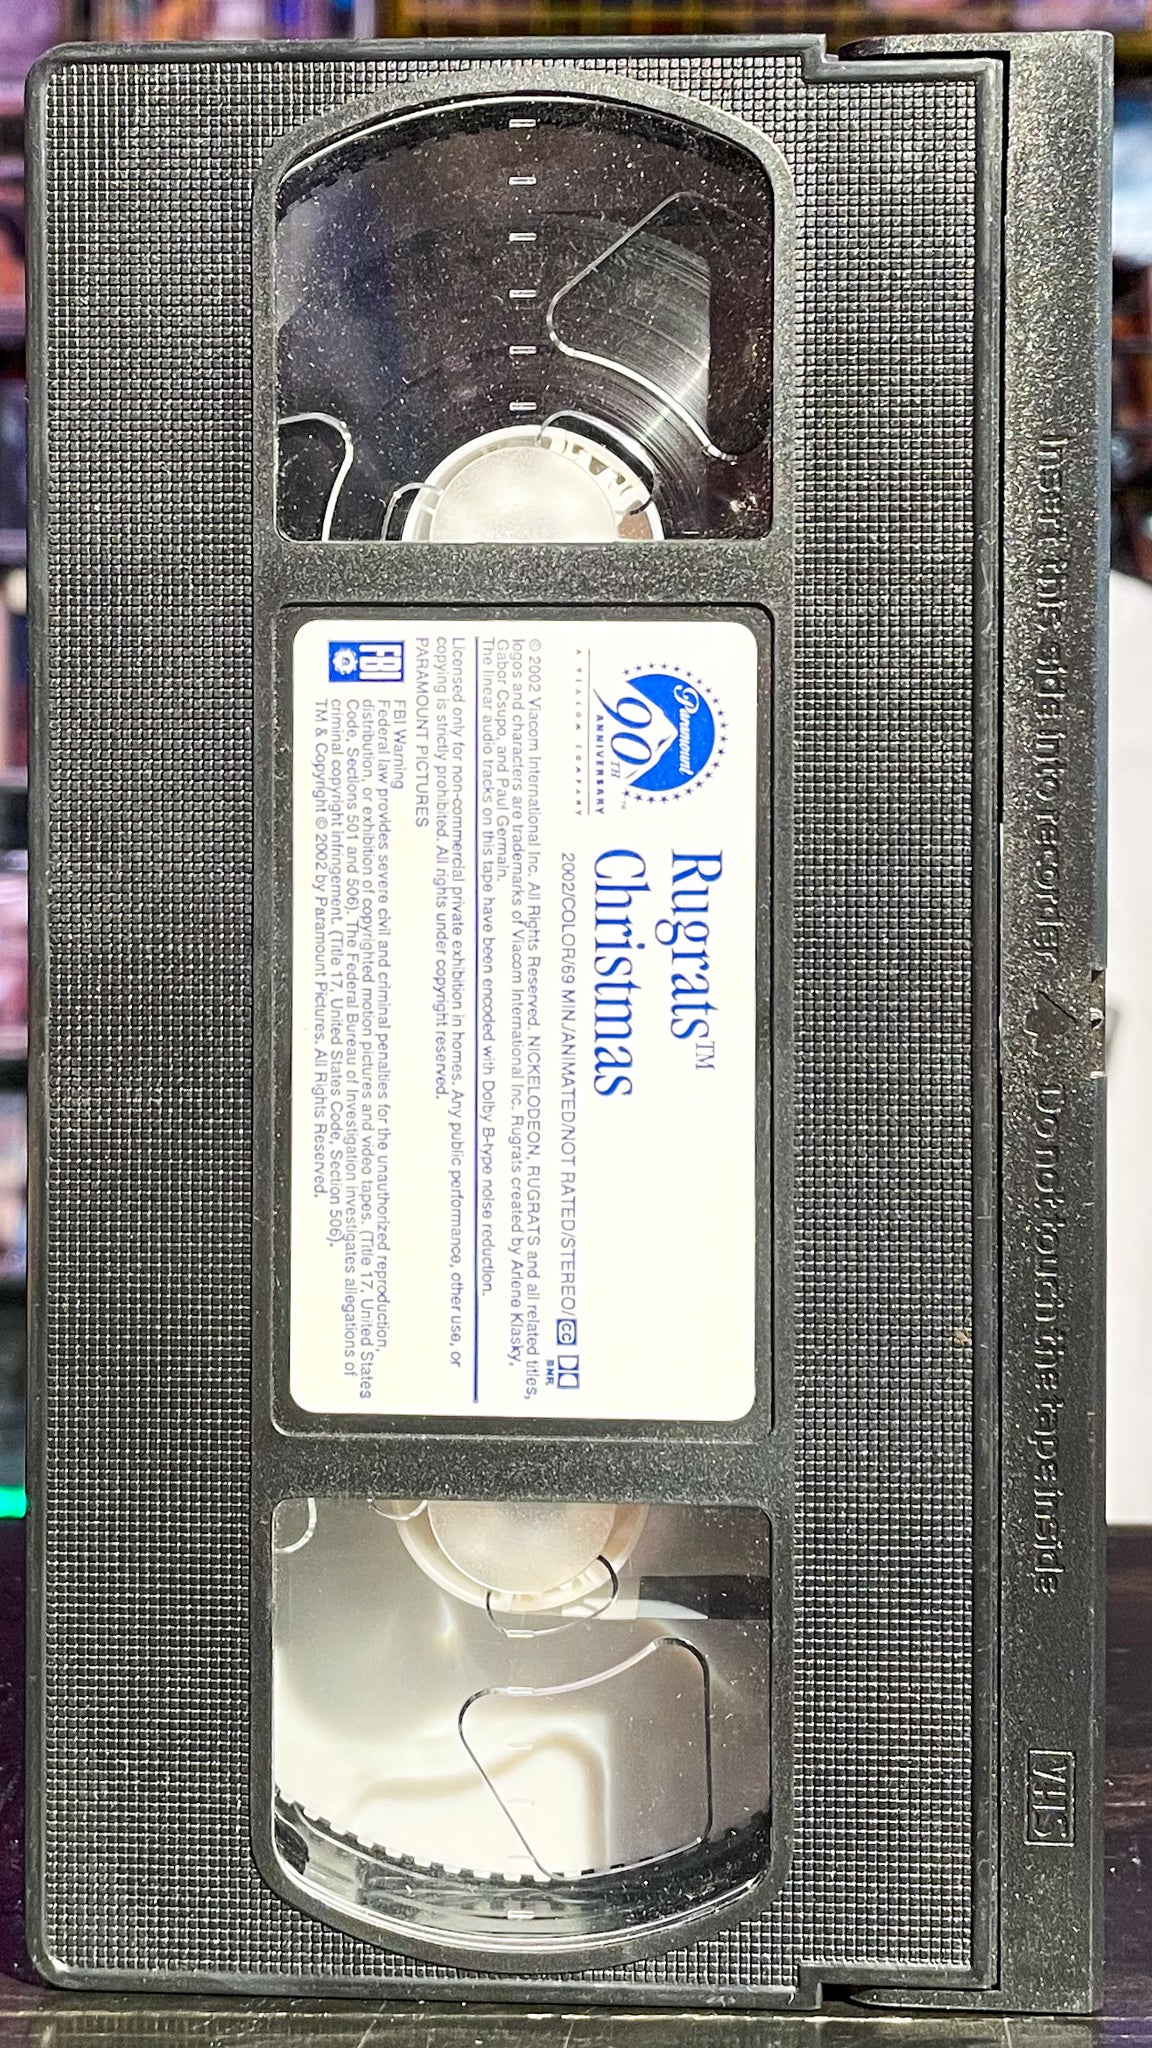 Insert this side into recorder Do not touch the tape inside
VHS
Paramount
90TH
ANNIVERSARY
TM
A VIACOM COMPANY
Rugrats™
Christmas
2002/COLOR/69 MIN./ANIMATED/NOT RATED/STEREO/CC
BNR
© 2002 Viacom International Inc. All Rights Reserved. NICKELODEON, RUGRATS and all related titles,
logos and characters are trademarks of Viacom International Inc. Rugrats created by Arlene Klasky,
Gabor Csupo, and Paul Germain.
The linear audio tracks on this tape have been encoded with Dolby B-type noise reduction.
Licensed only for non-commercial private exhibition in homes. Any public performance, other use, or
copying is strictly prohibited. All rights under copyright reserved.
PARAMOUNT PICTURES
FBI
FBI Warning
Federal law provides severe civil and criminal penalties for the unauthorized reproduction,
distribution, or exhibition of copyrighted motion pictures and video tapes. (Title 17, United States
Code, Sections 501 and 506). The Federal Bureau of Investigation investigates allegations of
criminal copyright infringement. (Title 17, United States Code, Section 506).
TM & Copyright © 2002 by Paramount Pictures. All Rights Reserved.